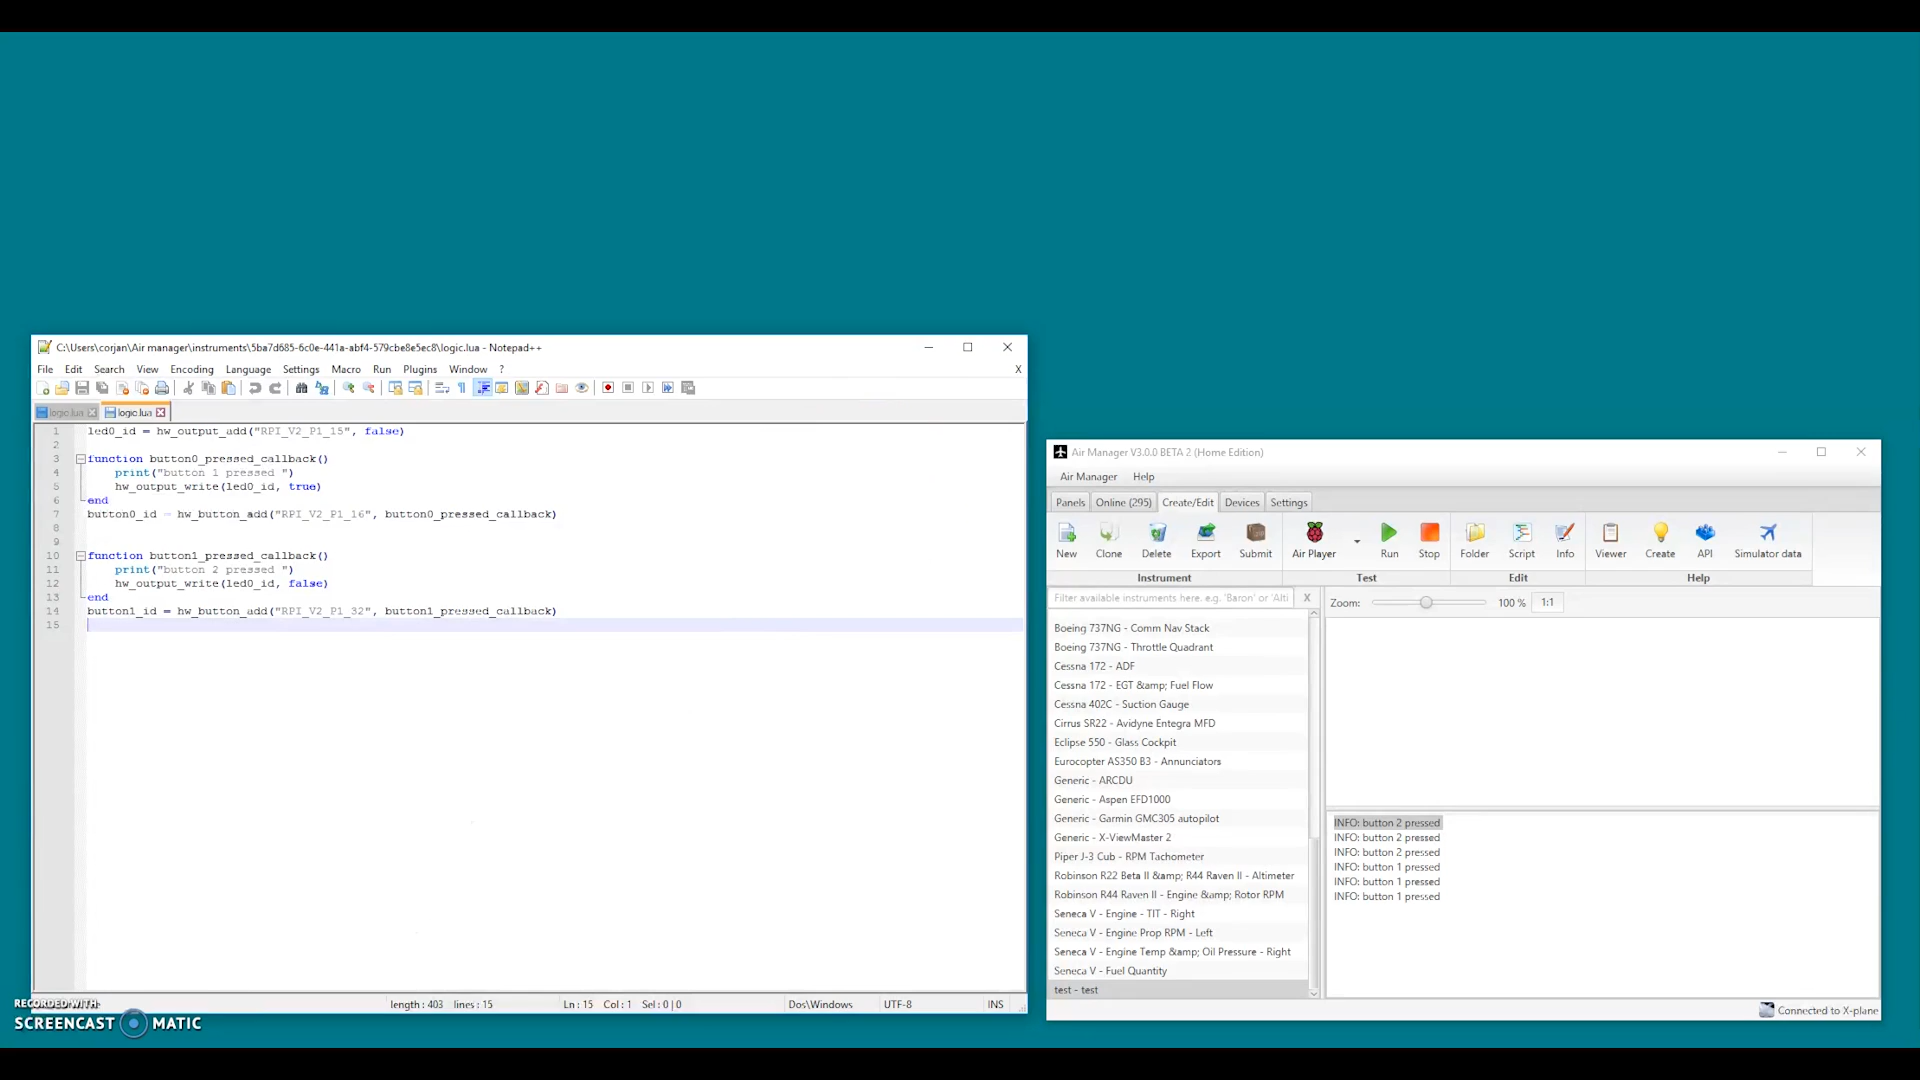 C:\Users\corjan\Air manager\instruments\5ba7d685-6c0e-441a-abf4-579cbe8e5ec8\logic.lua - Notepad++
File Edit Search View Encoding Language Settings Macro Run Plugins Window ? X
logic.lua logic.lua
1 led0_id = hw_output_add("RPI_V2_P1_15", false)
2
3 function button0_pressed_callback()
4 print("button 1 pressed ")
5 hw_output_write(led0_id, true)
6 end
7 button0_id = hw_button_add("RPI_V2_P1_16", button0_pressed_callback)
8
9
10 function button1_pressed_callback()
11 print("button 2 pressed ")
12 hw_output_write(led0_id, false)
13 end
14 button1_id = hw_button_add("RPI_V2_P1_32", button1_pressed_callback)
15
length : 403 lines : 15 Ln : 15 Col : 1 Sel : 0 | 0 Dos\Windows UTF-8 INS
RECORDED WITH
SCREENCAST MATIC
Air Manager V3.0.0 BETA 2 (Home Edition)
Air Manager Help
Panels Online (295) Create/Edit Devices Settings
New Clone Delete Export Submit Air Player Run Stop Folder Script Info Viewer Create API Simulator data
Instrument Test Edit Help
Filter available instruments here. e.g. 'Baron' or 'Alti X
Zoom: 100 % 1:1
Boeing 737NG - Comm Nav Stack
Boeing 737NG - Throttle Quadrant
Cessna 172 - ADF
Cessna 172 - EGT &amp; Fuel Flow
Cessna 402C - Suction Gauge
Cirrus SR22 - Avidyne Entegra MFD
Eclipse 550 - Glass Cockpit
Eurocopter AS350 B3 - Annunciators
Generic - ARCDU
Generic - Aspen EFD1000
Generic - Garmin GMC305 autopilot
Generic - X-ViewMaster 2
Piper J-3 Cub - RPM Tachometer
Robinson R22 Beta II &amp; R44 Raven II - Altimeter
Robinson R44 Raven II - Engine &amp; Rotor RPM
Seneca V - Engine - TIT - Right
Seneca V - Engine Prop RPM - Left
Seneca V - Engine Temp &amp; Oil Pressure - Right
Seneca V - Fuel Quantity
test - test
INFO: button 2 pressed
INFO: button 2 pressed
INFO: button 2 pressed
INFO: button 1 pressed
INFO: button 1 pressed
INFO: button 1 pressed
Connected to X-plane